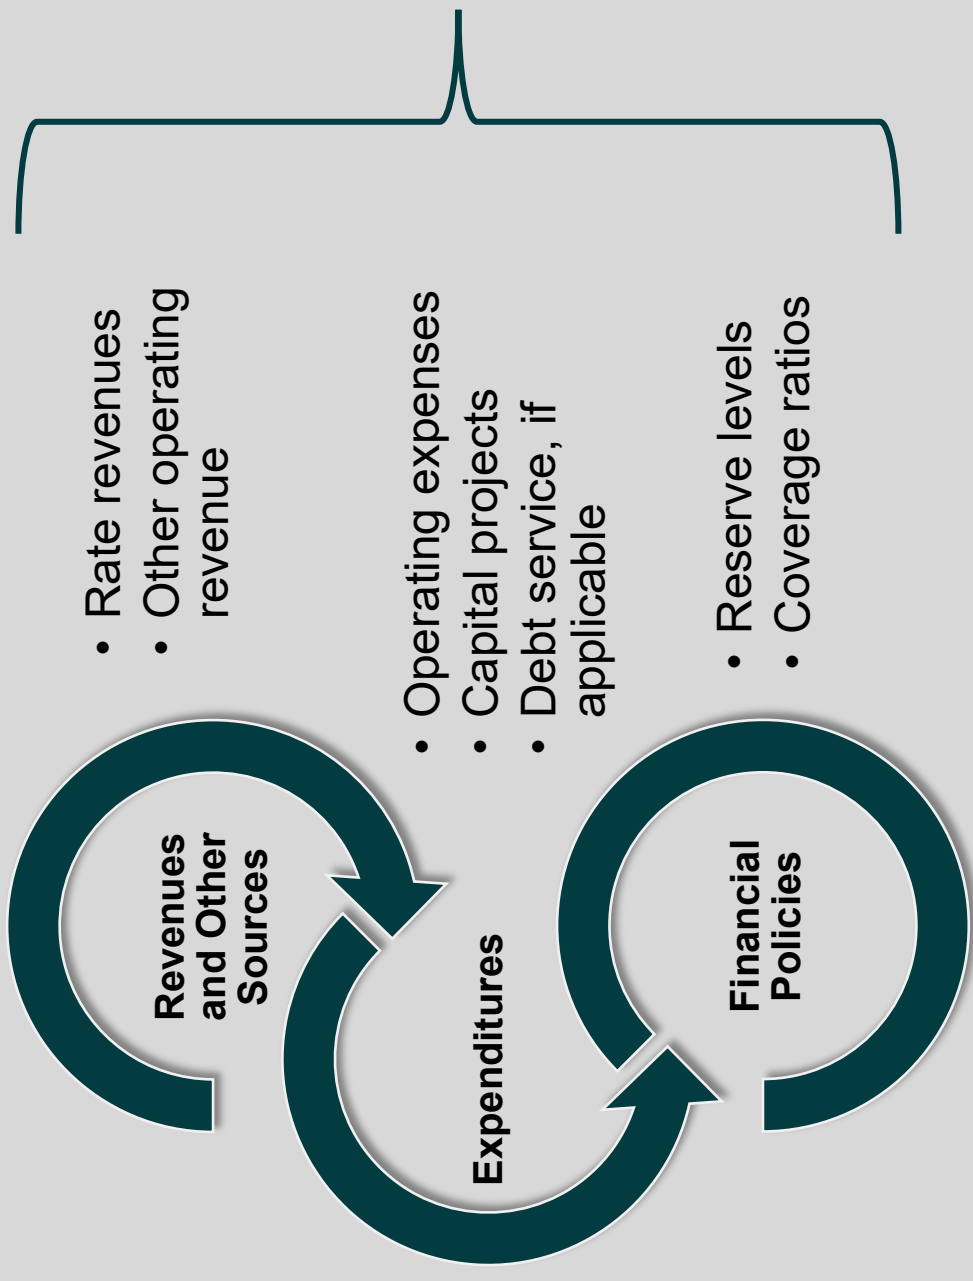 Revenues
and Other
Sources
• Rate revenues
• Other operating
revenue
Expenditures
• Operating expenses
• Capital projects
• Debt service, if
applicable
Financial
Policies
• Reserve levels
• Coverage ratios